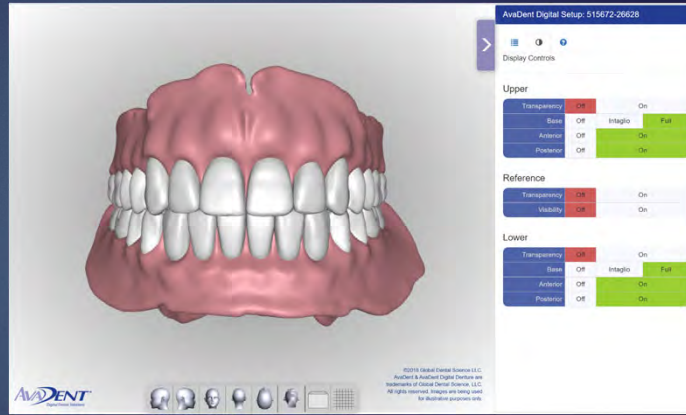 AvaDent Digital Setup: 515672-26628
Display Controls
Upper
Transparency Off On
Base Off Intaglio Full
Anterior Off On
Posterior Off On
Reference
Transparency Off On
Visibility Off On
Lower
Transparency Off On
Base Off Intaglio Full
Anterior Off On
Posterior Off On
©2015 Global Dental Science LLC.
AvaDent & AvaDent Digital Denture are
trademarks of Global Dental Science, LLC.
All rights reserved. Images are being used
for illustrative purposes only.
AVADENT